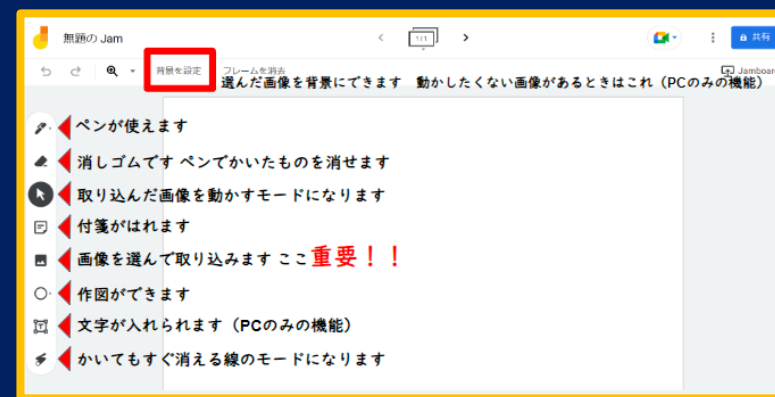 無題の Jam
1/1
共有
背景を設定 フレームを消去
Jamboar
選んだ画像を背景にできます 動かしたくない画像があるときはこれ（PCのみの機能）
ペンが使えます
消しゴムです ペンでかいたものを消せます
取り込んだ画像を動かすモードになります
付箋がはれます
画像を選んで取り込みます ここ重要！！
作図ができます
文字が入れられます（PCのみの機能）
かいてもすぐ消える線のモードになります